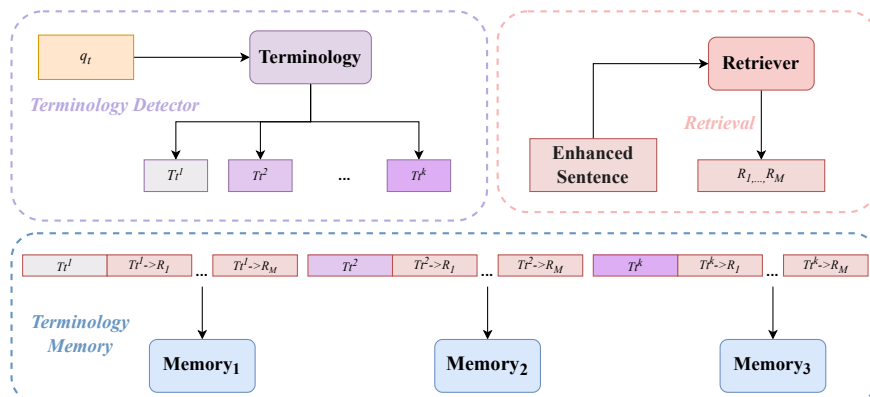 q_t
Terminology
Terminology Detector
Tt^1
Tt^2
...
Tt^k
Retriever
Retrieval
Enhanced
Sentence
R_1,...,R_M
Tt^1 Tt^1->R_1 ... Tt^1->R_M
Tt^2 Tt^2->R_1 ... Tt^2->R_M
Tt^k Tt^k->R_1 ... Tt^k->R_M
Terminology
Memory
Memory_1
Memory_2
Memory_3